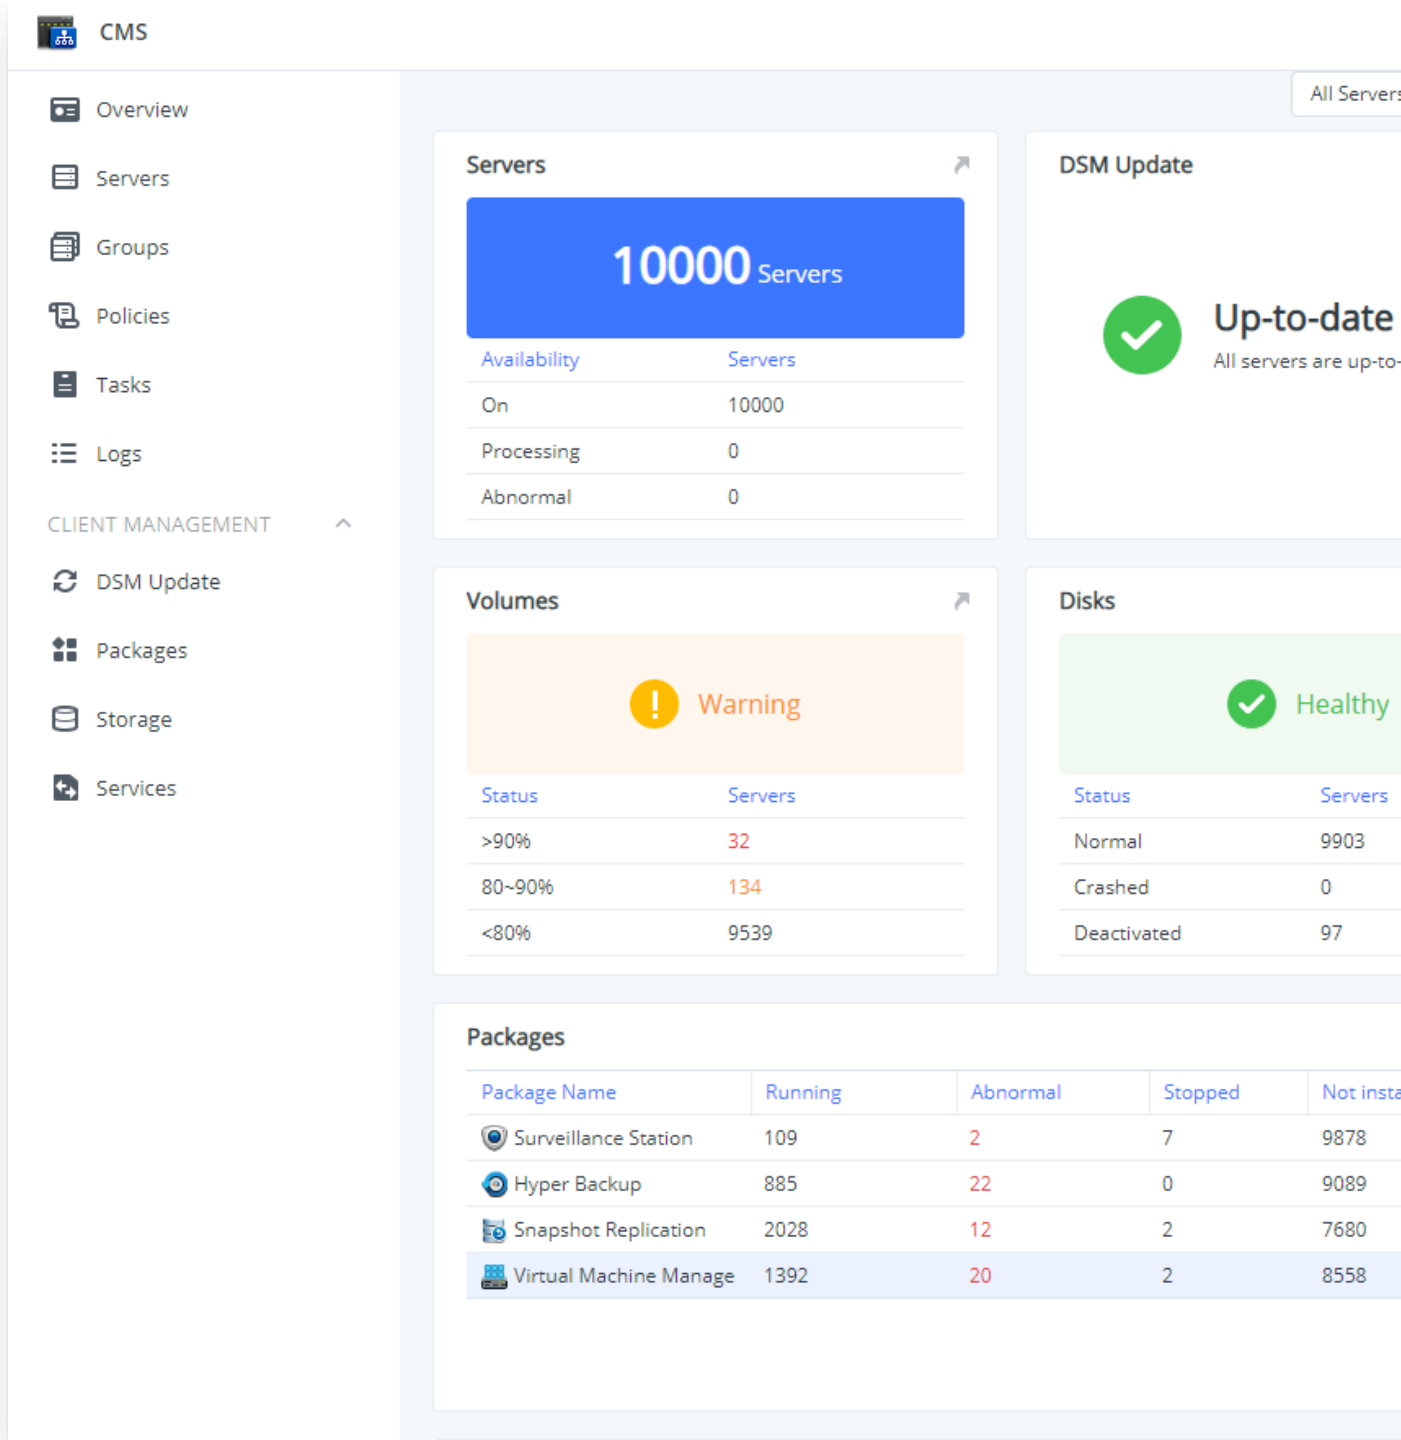 CMS
Overview
Servers
Groups
Policies
Tasks
Logs
CLIENT MANAGEMENT
DSM Update
Packages
Storage
Services
All Servers
Servers
10000 Servers
Availability Servers
On 10000
Processing 0
Abnormal 0
DSM Update
Up-to-date
All servers are up-to-
Volumes
Warning
Status Servers
>90% 32
80~90% 134
<80% 9539
Disks
Healthy
Status Servers
Normal 9903
Crashed 0
Deactivated 97
Packages
Package Name Running Abnormal Stopped Not insta
Surveillance Station 109 2 7 9878
Hyper Backup 885 22 0 9089
Snapshot Replication 2028 12 2 7680
Virtual Machine Manage 1392 20 2 8558